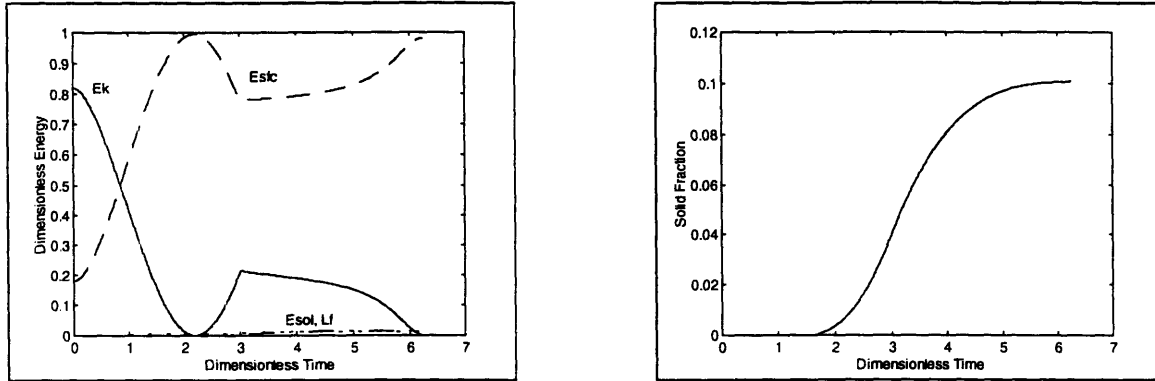 1
0.9
0.8
0.7
0.6
0.5
0.4
0.3
0.2
0.1
0
Dimensionless Energy
Ek
Esfc
Esol, Lf
0 1 2 3 4 5 6 7
Dimensionless Time
0.12
0.1
0.08
0.06
0.04
0.02
0
Solid Fraction
0 1 2 3 4 5 6 7
Dimensionless Time